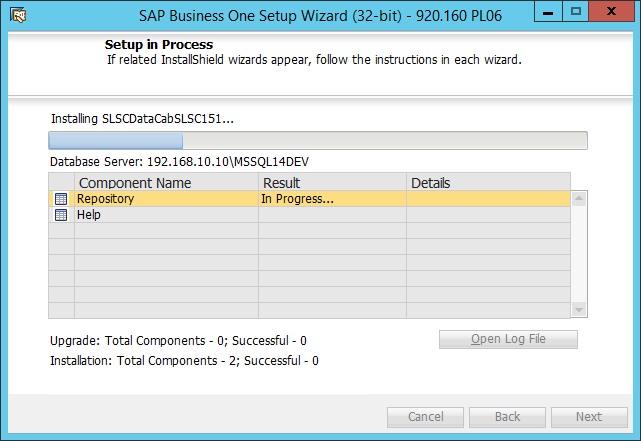 SAP Business One Setup Wizard (32-bit) - 920.160 PL06
Setup in Process
If related InstallShield wizards appear, follow the instructions in each wizard.
Installing SLSCDataCabSLSC151...
Database Server: 192.168.10.10\MSSQL14DEV
Component Name Result Details
Repository In Progress...
Help
Upgrade: Total Components - 0; Successful - 0
Open Log File
Installation: Total Components - 2; Successful - 0
Cancel Back Next